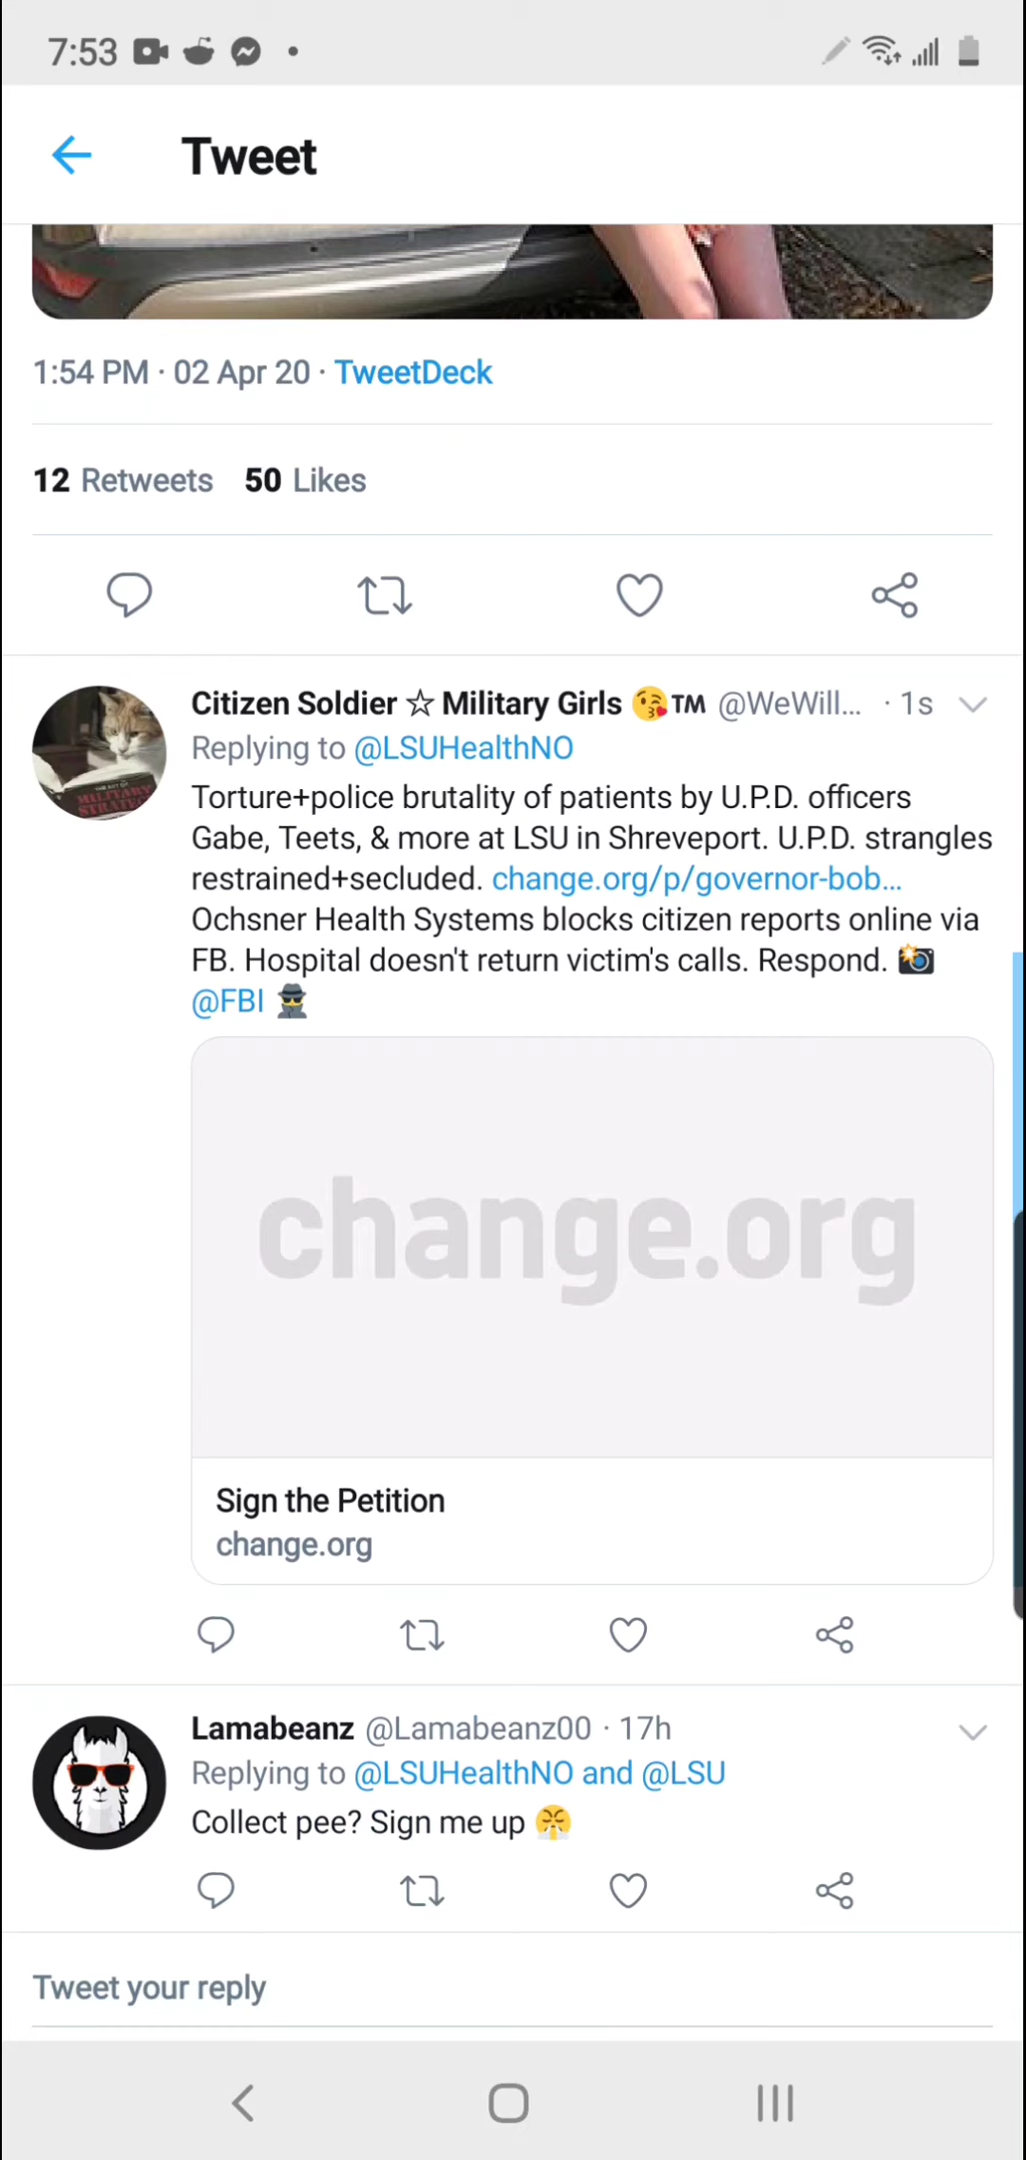 7:53
Tweet
1:54 PM · 02 Apr 20 · TweetDeck
12 Retweets 50 Likes
Citizen Soldier ☆ Military Girls 😘™ @WeWill... · 1s
Replying to @LSUHealthNO
Torture+police brutality of patients by U.P.D. officers
Gabe, Teets, & more at LSU in Shreveport. U.P.D. strangles
restrained+secluded. change.org/p/governor-bob...
Ochsner Health Systems blocks citizen reports online via
FB. Hospital doesn't return victim's calls. Respond. 📸
@FBI 🕵
MILITARY
STRATEGY
change.org
Sign the Petition
change.org
Lamabeanz @Lamabeanz00 · 17h
Replying to @LSUHealthNO and @LSU
Collect pee? Sign me up 😤
Tweet your reply